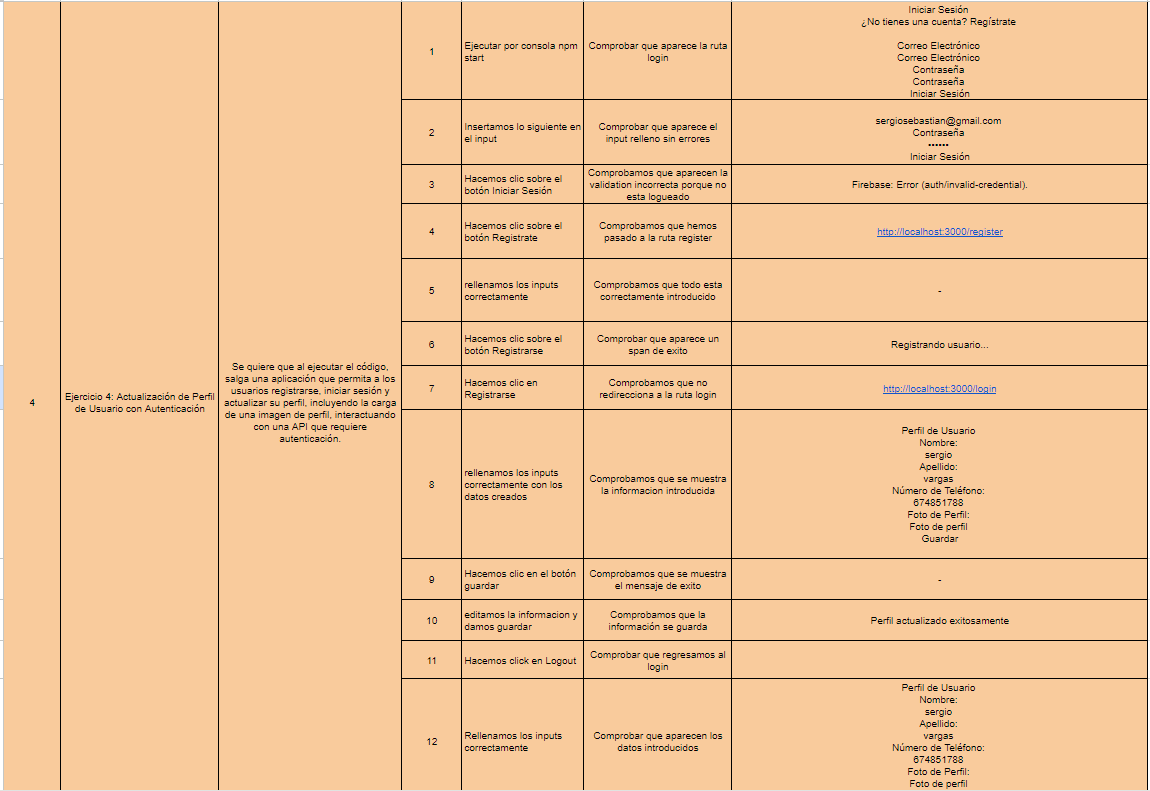 4
Ejercicio 4: Actualización de Perfil
de Usuario con Autenticación
Se quiere que al ejecutar el código,
salga una aplicación que permita a los
usuarios registrarse, iniciar sesión y
actualizar su perfil, incluyendo la carga
de una imagen de perfil, interactuando
con una API que requiere
autenticación.
1
Ejecutar por consola npm
start
Comprobar que aparece la ruta
login
Iniciar Sesión
¿No tienes una cuenta? Regístrate
Correo Electrónico
Correo Electrónico
Contraseña
Contraseña
Iniciar Sesión
2
Insertamos lo siguiente en
el input
Comprobar que aparece el
input relleno sin errores
sergiosebastian@gmail.com
Contraseña
••••••
Iniciar Sesión
3
Hacemos clic sobre el
botón Iniciar Sesión
Comprobamos que aparecen la
validation incorrecta porque no
esta logueado
Firebase: Error (auth/invalid-credential).
4
Hacemos clic sobre el
botón Registrate
Comprobamos que hemos
pasado a la ruta register
http://localhost:3000/register
5
rellenamos los inputs
correctamente
Comprobamos que todo esta
correctamente introducido
-
6
Hacemos clic sobre el
botón Registrarse
Comprobar que aparece un
span de exito
Registrando usuario...
7
Hacemos clic en
Registrarse
Comprobamos que no
redirecciona a la ruta login
http://localhost:3000/login
8
rellenamos los inputs
correctamente con los
datos creados
Comprobamos que se muestra
la informacion introducida
Perfil de Usuario
Nombre:
sergio
Apellido:
vargas
Número de Teléfono:
674851788
Foto de Perfil:
Foto de perfil
Guardar
9
Hacemos clic en el botón
guardar
Comprobamos que se muestra
el mensaje de exito
-
10
editamos la informacion y
damos guardar
Comprobamos que la
información se guarda
Perfil actualizado exitosamente
11
Hacemos click en Logout
Comprobar que regresamos al
login
12
Rellenamos los inputs
correctamente
Comprobar que aparecen los
datos introducidos
Perfil de Usuario
Nombre:
sergio
Apellido:
vargas
Número de Teléfono:
674851788
Foto de Perfil:
Foto de perfil